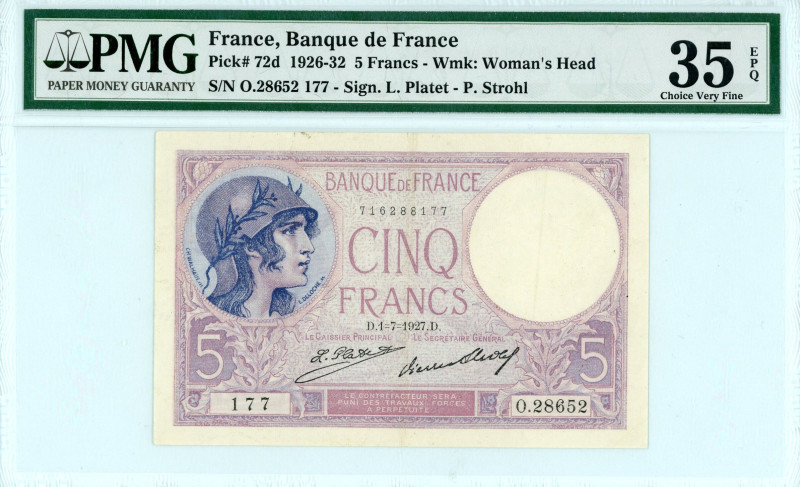 PMG
PAPER MONEY GUARANTY
France, Banque de France
Pick# 72d 1926-32 5 Francs - Wmk: Woman's Head
S/N O.28652 177 - Sign. L. Platet - P. Strohl
35
EPQ
Choice Very Fine
BANQUE DE FRANCE
716288177
CINQ
FRANCS
D.1-7-1927.D.
LE CAISSIER PRINCIPAL LE SECRÉTAIRE GÉNÉRAL
5 5
L. Platet
L. DELOCHE
177
LE CONTREFACTEUR SERA
PUNI DES TRAVAUX FORCÉS
A PERPÉTUITÉ
O.28652